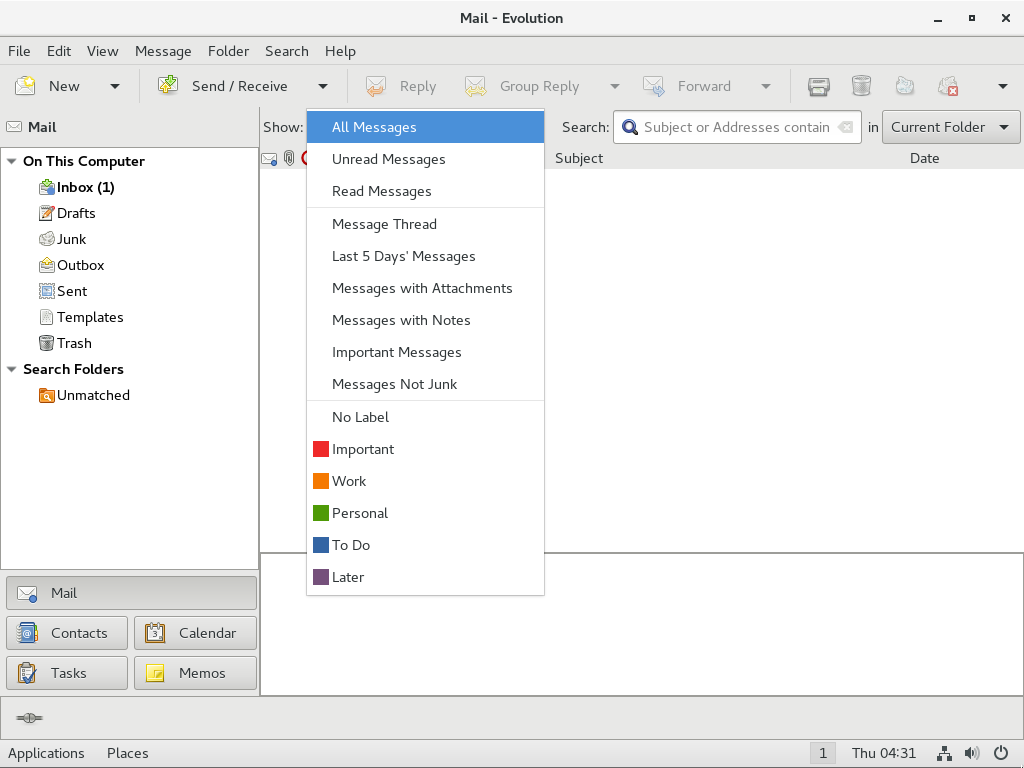 Mail - Evolution
File Edit View Message Folder Search Help
New Send / Receive Reply Group Reply Forward
Mail
Show:
Search: Subject or Addresses contain in Current Folder
Subject Date
On This Computer
Inbox (1)
Drafts
Junk
Outbox
Sent
Templates
Trash
Search Folders
Unmatched
All Messages
Unread Messages
Read Messages
Message Thread
Last 5 Days' Messages
Messages with Attachments
Messages with Notes
Important Messages
Messages Not Junk
No Label
Important
Work
Personal
To Do
Later
Mail
Contacts Calendar
Tasks Memos
Applications Places 1 Thu 04:31